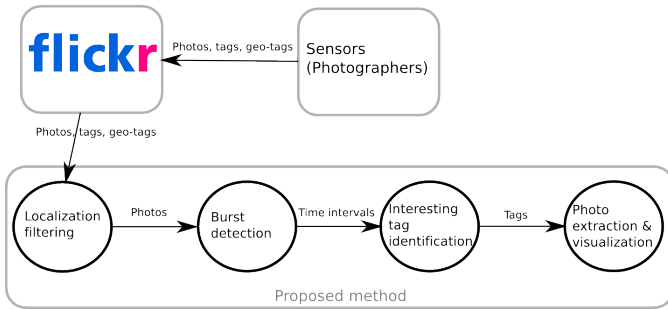 flickr
Photos, tags, geo-tags
Sensors
(Photographers)
Photos, tags, geo-tags
Localization
filtering
Photos
Burst
detection
Time intervals
Interesting
tag
identification
Tags
Photo
extraction &
visualization
Proposed method